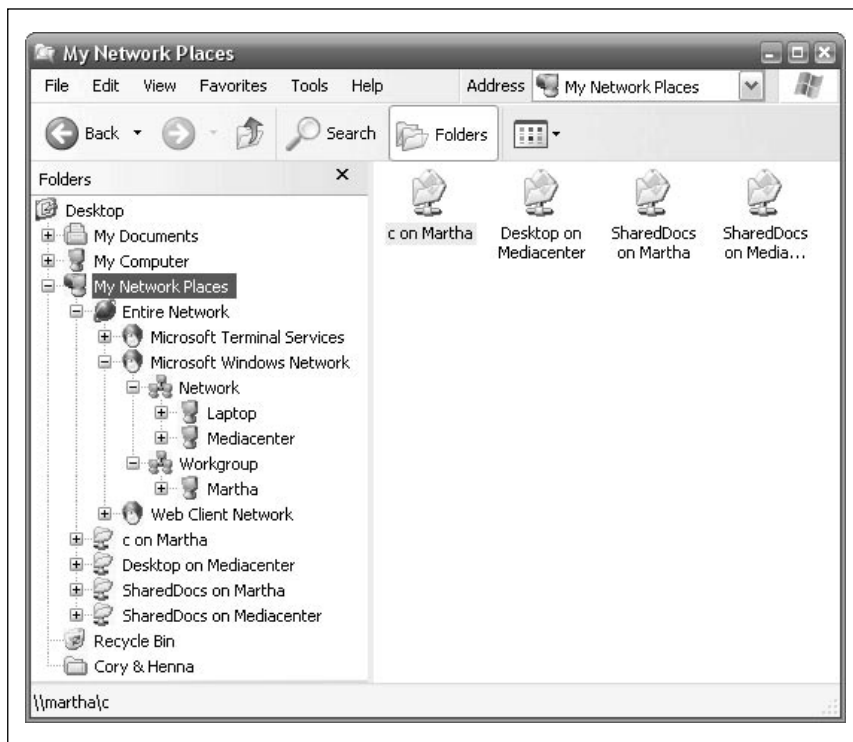 My Network Places
File Edit View Favorites Tools Help Address My Network Places
Back Search Folders
Folders
Desktop
My Documents
My Computer
My Network Places
Entire Network
Microsoft Terminal Services
Microsoft Windows Network
Network
Laptop
Mediacenter
Workgroup
Martha
Web Client Network
c on Martha
Desktop on Mediacenter
SharedDocs on Martha
SharedDocs on Mediacenter
Recycle Bin
Cory & Henna
c on Martha
Desktop on
Mediacenter
SharedDocs
on Martha
SharedDocs
on Media...
\\martha\c